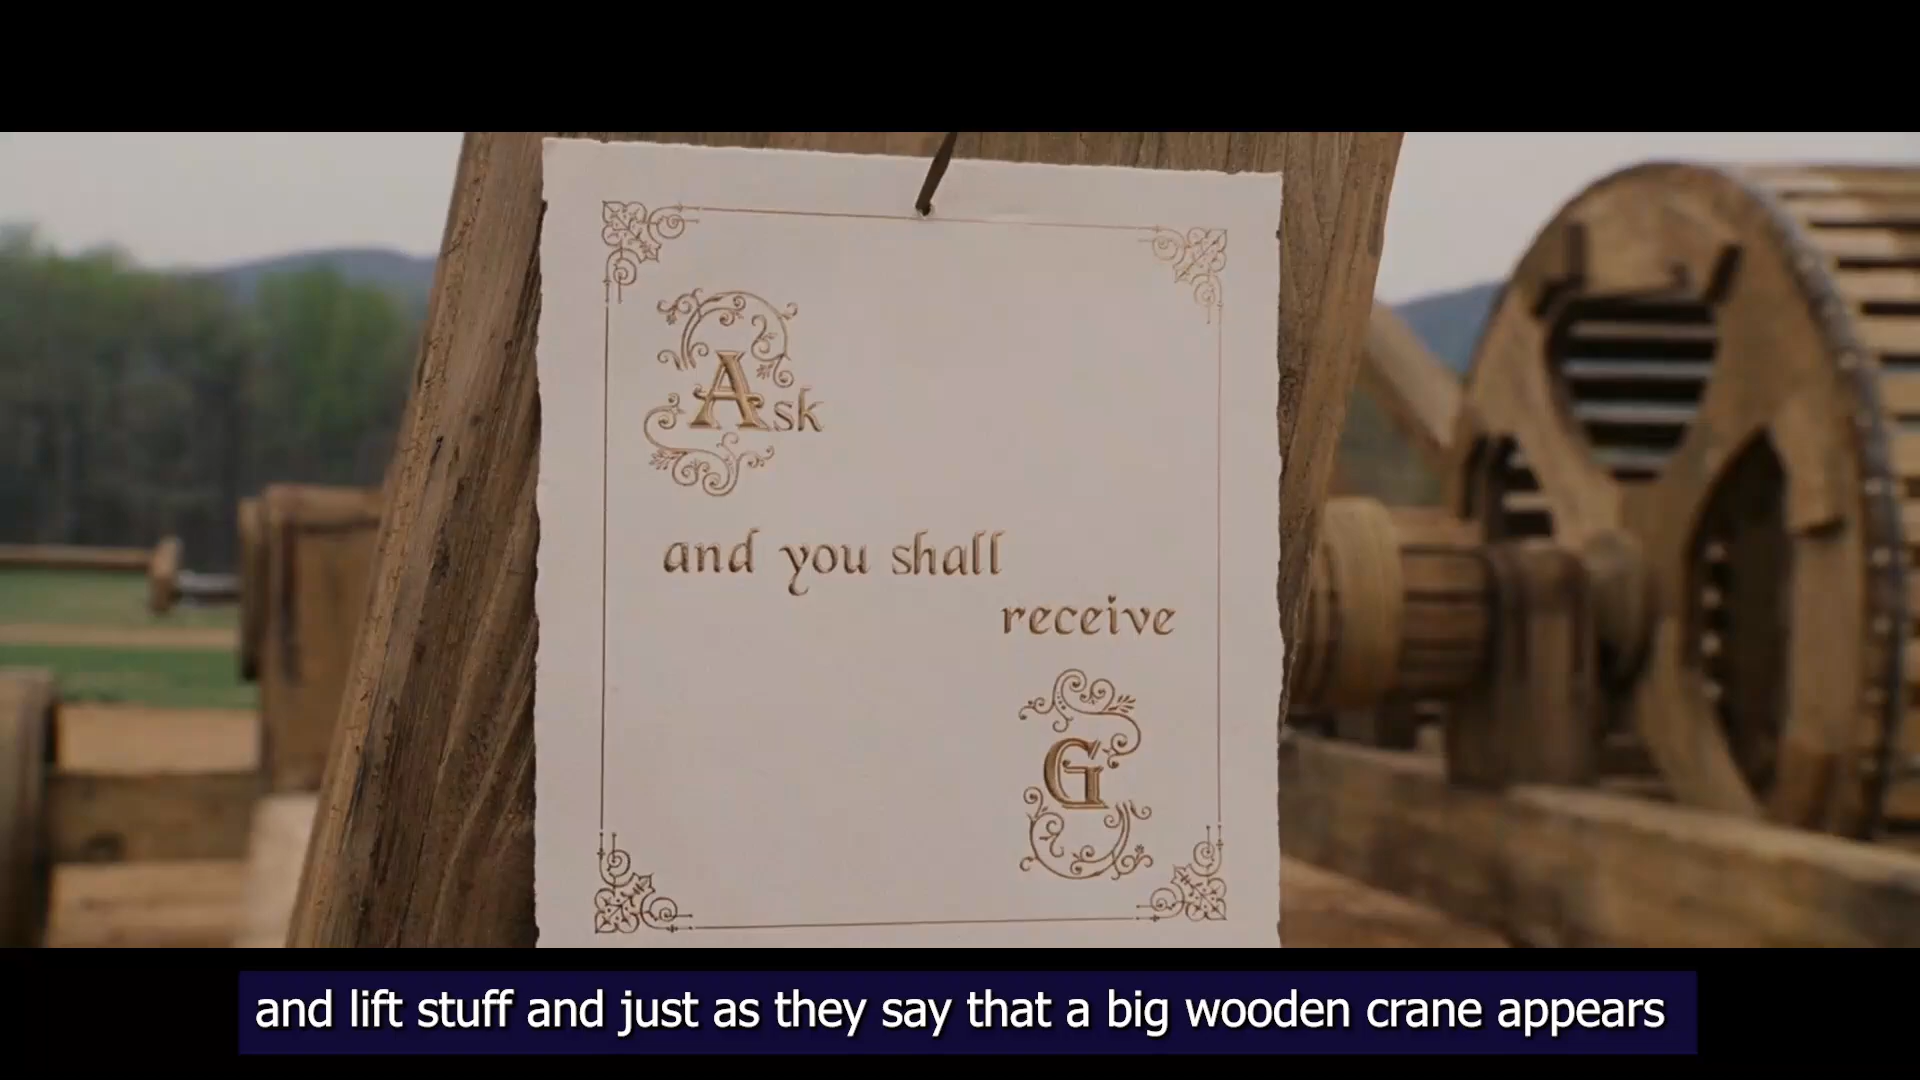 Ask
and you shall
receive
G
and lift stuff and just as they say that a big wooden crane appears